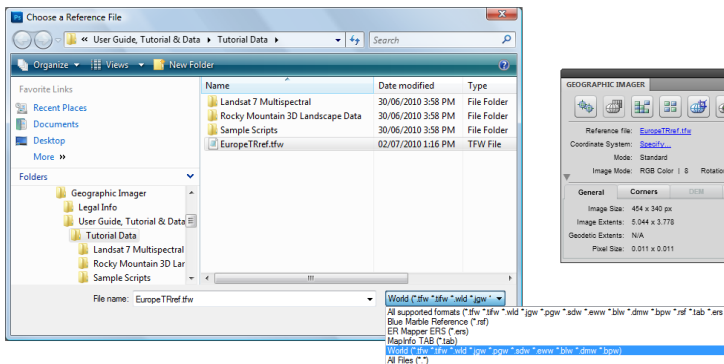 Ps Choose a Reference File
« User Guide, Tutorial & Data ▸ Tutorial Data ▸
Search
Organize ▾ Views ▾ New Folder
Favorite Links
Recent Places
Documents
Desktop
More »
Folders
Geographic Imager
Legal Info
User Guide, Tutorial & Data
Tutorial Data
Landsat 7 Multispectral
Rocky Mountain 3D Lar
Sample Scripts
Name Date modified Type
Landsat 7 Multispectral 30/06/2010 3:58 PM File Folder
Rocky Mountain 3D Landscape Data 30/06/2010 3:58 PM File Folder
Sample Scripts 30/06/2010 3:58 PM File Folder
EuropeTRref.tfw 02/07/2010 1:16 PM TFW File
File name: EuropeTRref.tfw
World (*.tfw *.tifw *.wld *.jgw *.
All supported formats (*.tfw *.tifw *.wld *.jgw *.pgw *.sdw *.eww *.blw *.dmw *.bpw *.rsf *.tab *.ers
Blue Marble Reference (*.rsf)
ER Mapper ERS (*.ers)
MapInfo TAB (*.tab)
World (*.tfw *.tifw *.wld *.jgw *.pgw *.sdw *.eww *.blw *.dmw *.bpw)
All Files (*.*)
GEOGRAPHIC IMAGER
Reference file: EuropeTRref.tfw
Coordinate System: Specify...
Mode: Standard
Image Mode: RGB Color | 8 Rotation
General Corners DEM
Image Size: 454 x 340 px
Image Extents: 5.044 x 3.778
Geodetic Extents: N/A
Pixel Size: 0.011 x 0.011